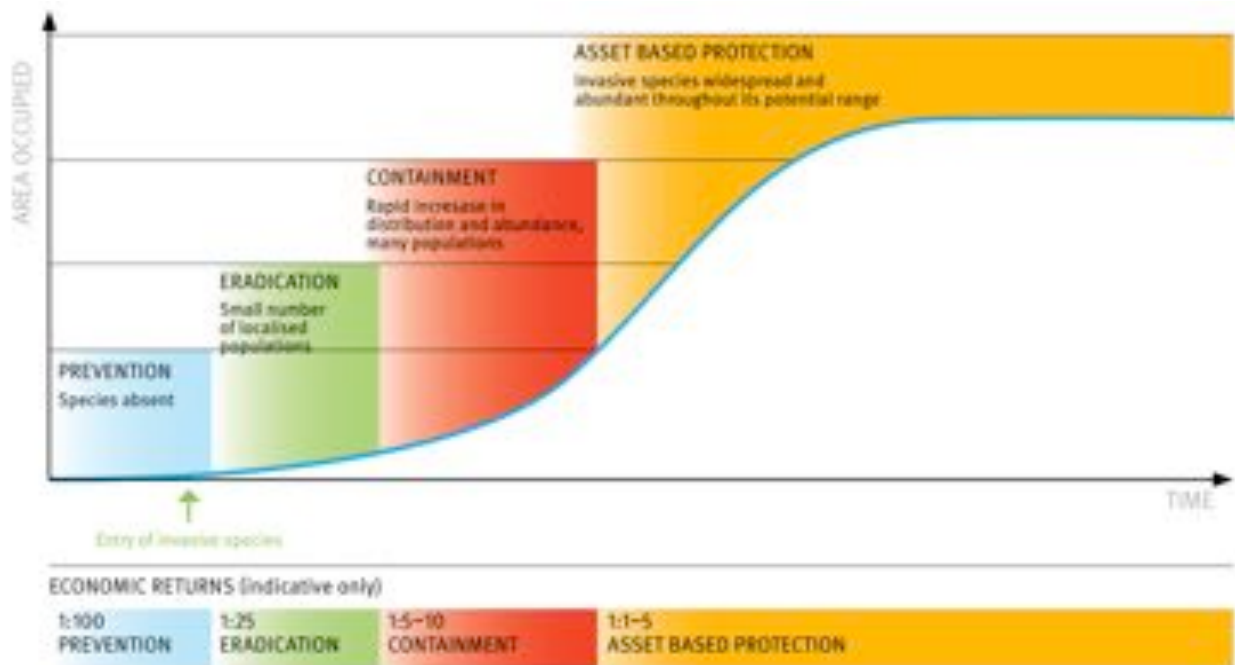 AREA OCCUPIED
ASSET BASED PROTECTION
Invasive species widespread and
abundant throughout its potential range
CONTAINMENT
Rapid incresase in
distribution and abundance,
many populations
ERADICATION
Small number
of localised
populations
PREVENTION
Species absent
TIME
Entry of invasive species
ECONOMIC RETURNS (indicative only)
1:100
PREVENTION
1:25
ERADICATION
1:5–10
CONTAINMENT
1:1–5
ASSET BASED PROTECTION